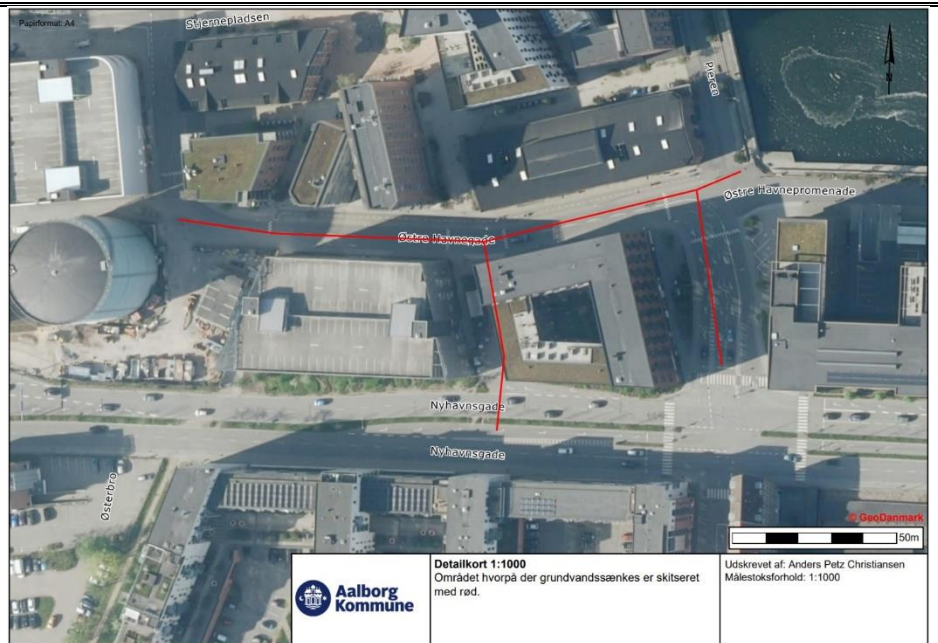 Papirformat: A4
Stjernepladsen
Pieren
N
Østre Havnepromenade
Østre Havnegade
Nyhavnsgade
Nyhavnsgade
Østerbro
© GeoDanmark
50m
Aalborg
Kommune
Detailkort 1:1000
Området hvorpå der grundvandssænkes er skitseret
med rød.
Udskrevet af: Anders Petz Christiansen
Målestoksforhold: 1:1000